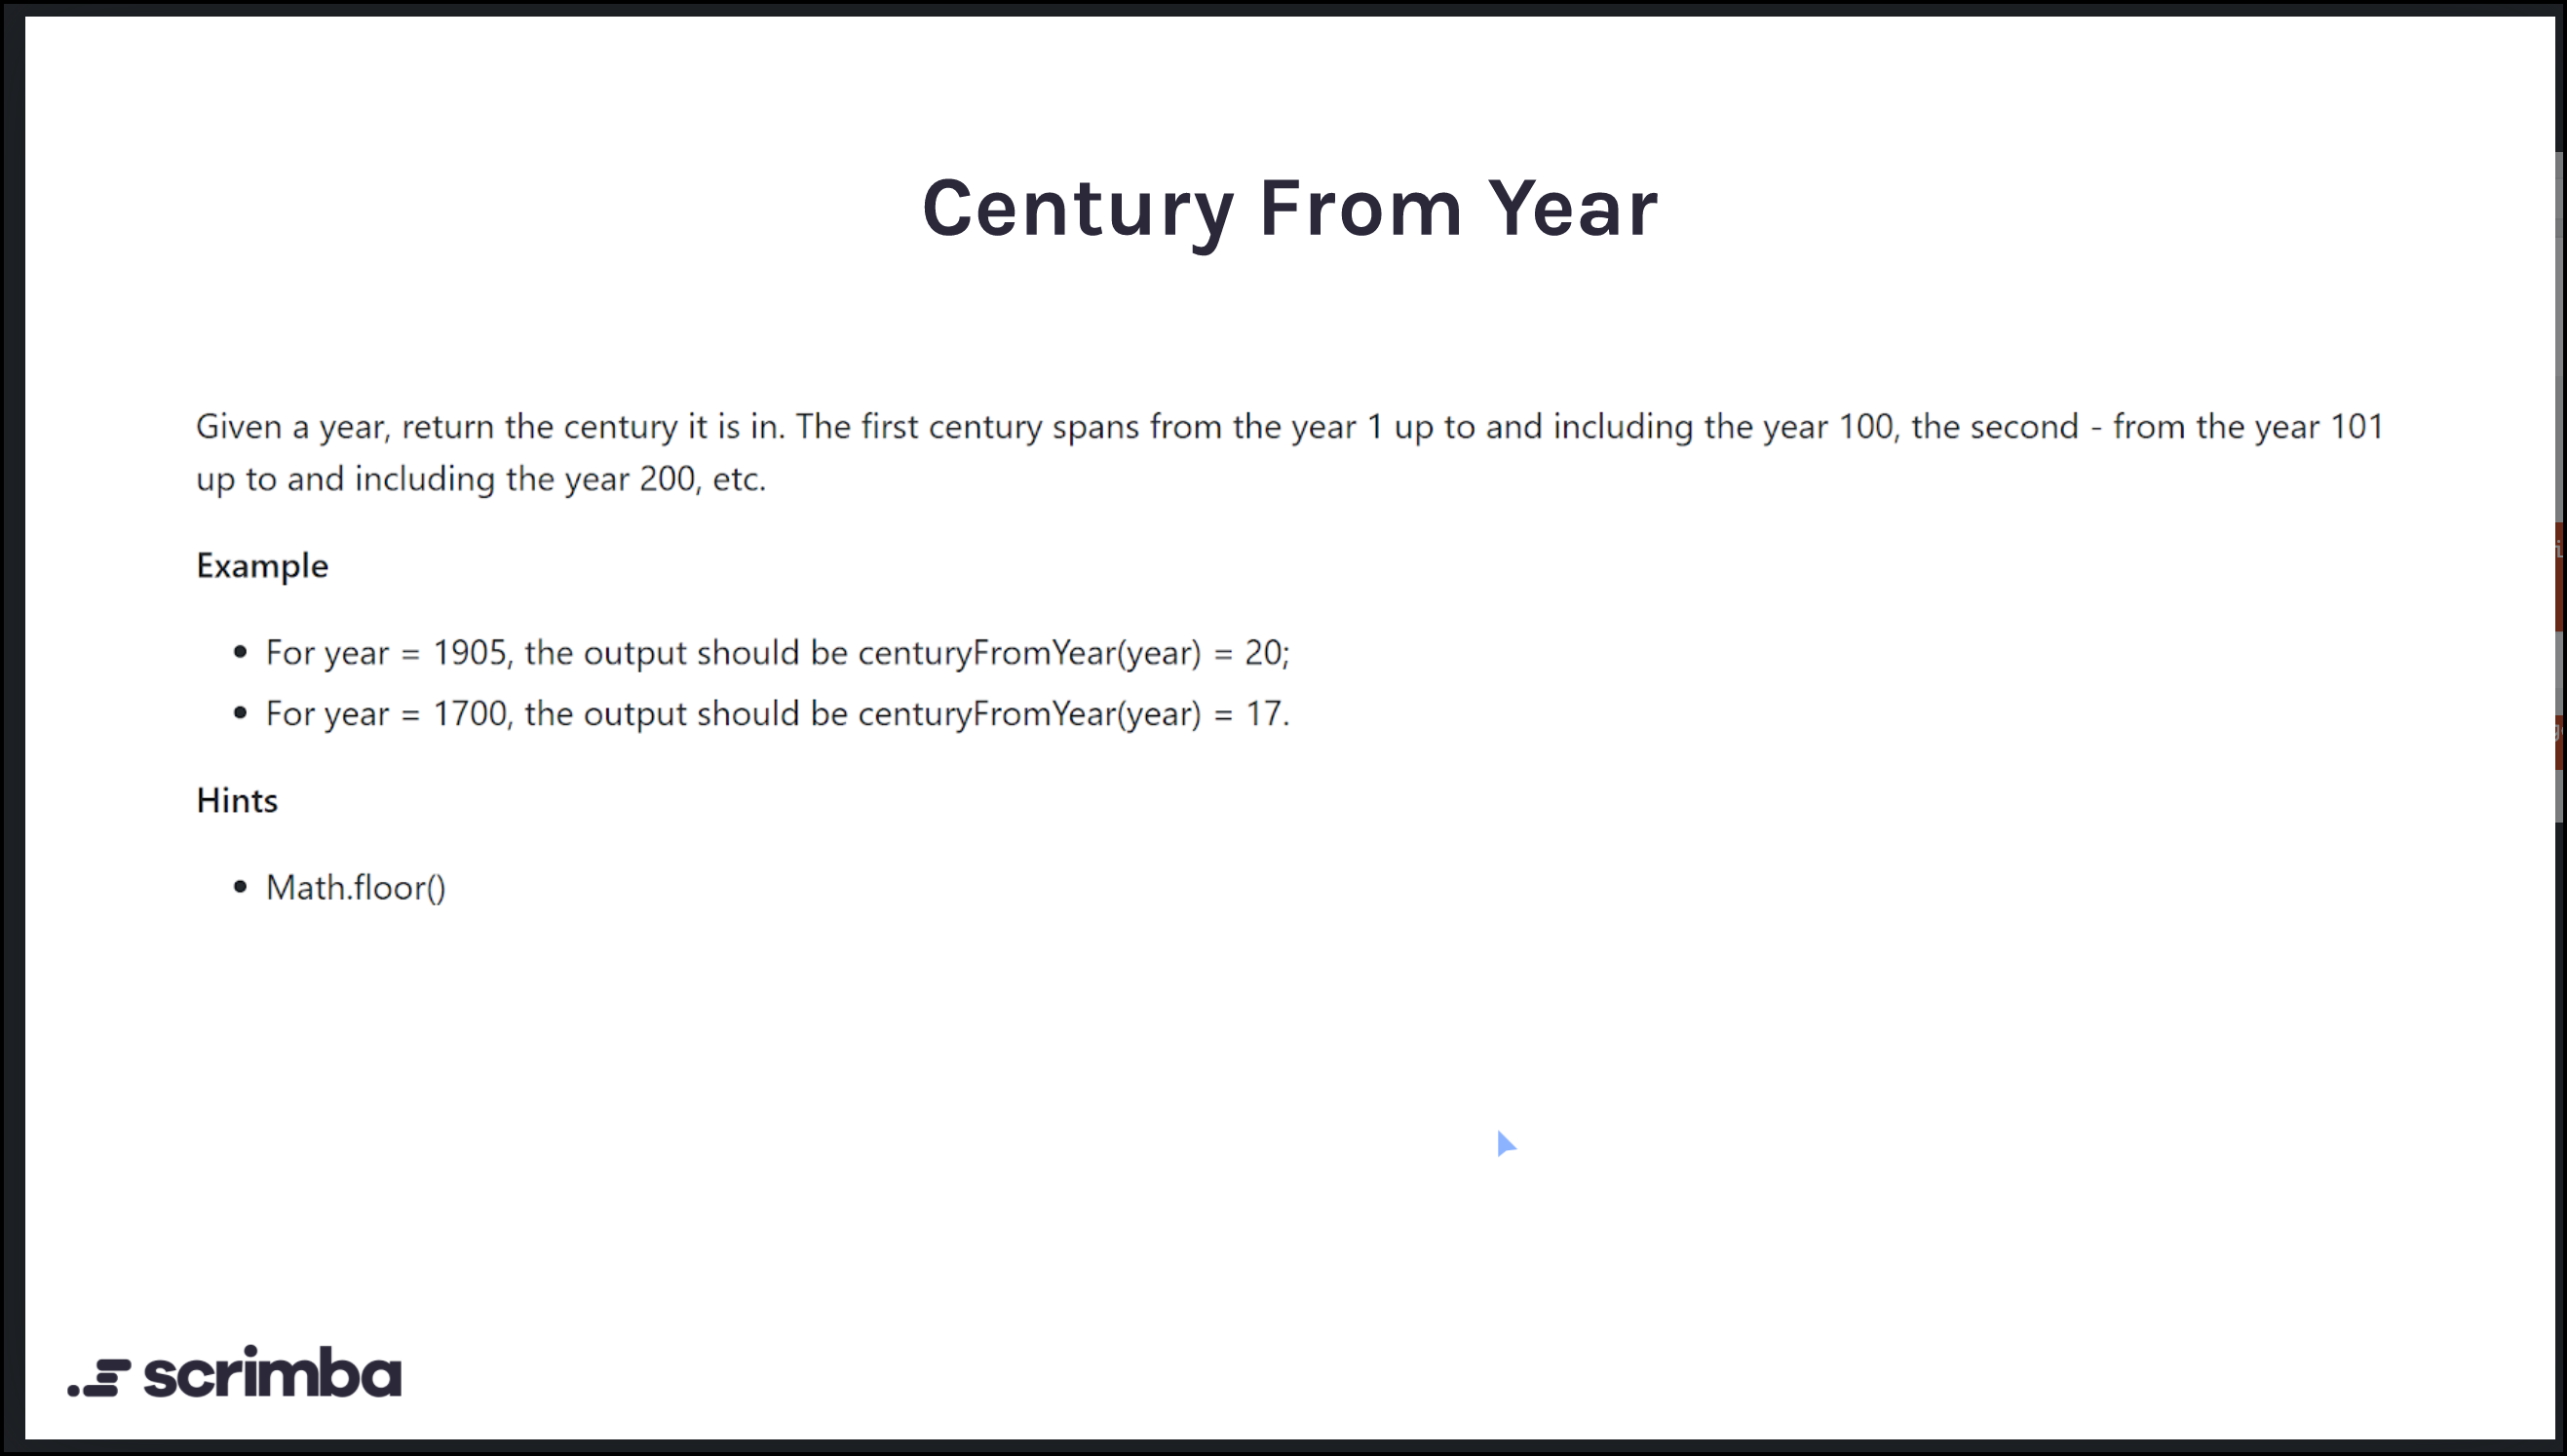 Century From Year
Given a year, return the century it is in. The first century spans from the year 1 up to and including the year 100, the second - from the year 101
up to and including the year 200, etc.
Example
• For year = 1905, the output should be centuryFromYear(year) = 20;
• For year = 1700, the output should be centuryFromYear(year) = 17.
Hints
• Math.floor()
scrimba